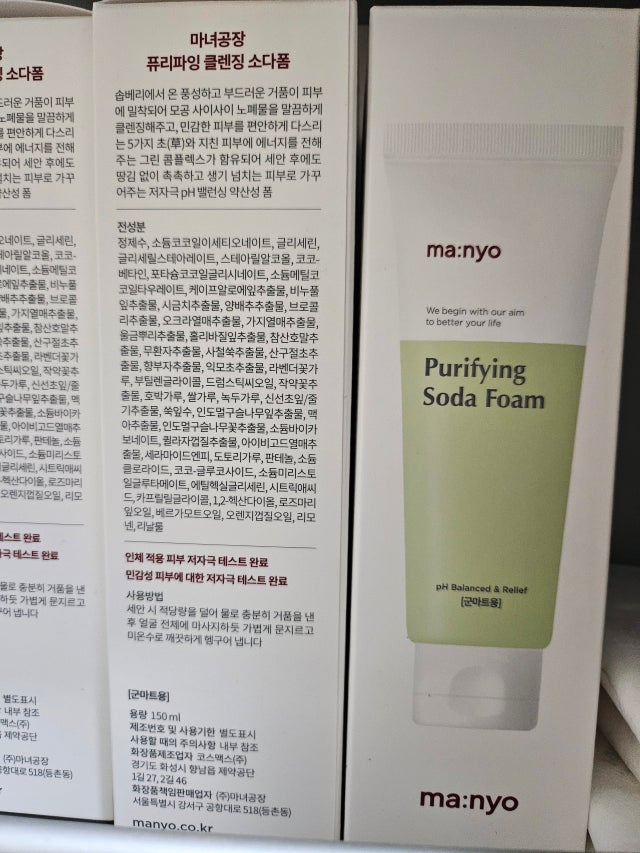 마녀공장
퓨리파잉 클렌징 소다폼
솝베리에서 온 풍성하고 부드러운 거품이 피부
에 밀착되어 모공 사이사이 노폐물을 말끔하게
클렌징해주고, 민감한 피부를 편안하게 다스리
는 5가지 초(草)와 지친 피부에 에너지를 전해
주는 그린 콤플렉스가 함유되어 세안 후에도
땅김 없이 촉촉하고 생기 넘치는 피부로 가꾸
어주는 저자극 pH 밸런싱 약산성 폼
전성분
정제수, 소듐코코일이세티오네이트, 글리세린,
글리세릴스테아레이트, 스테아릴알코올, 코코-
베타인, 포타슘코코일글리시네이트, 소듐메틸코
코일타우레이트, 케이프알로에잎추출물, 비누풀
잎추출물, 시금치추출물, 양배추추출물, 브로콜
리추출물, 오크라열매추출물, 가지열매추출물,
울금뿌리추출물, 홀리바질잎추출물, 참산호말추
출물, 무환자추출물, 사철쑥추출물, 산구절초추
출물, 향부자추출물, 익모초추출물, 라벤더꽃가
루, 부틸렌글라이콜, 드럼스틱씨오일, 작약꽃추
출물, 호박가루, 쌀가루, 녹두가루, 신선초잎/줄
기추출물, 쑥잎수, 인도멀구슬나무잎추출물, 맥
아추출물, 인도멀구슬나무꽃추출물, 소듐바이카
보네이트, 퀼라자껍질추출물, 아이비고드열매추
출물, 세라마이드엔피, 도토리가루, 판테놀, 소듐
클로라이드, 코코-글루코사이드, 소듐미리스토
일글루타메이트, 에틸헥실글리세린, 시트릭애씨
드, 카프릴릴글라이콜, 1,2-헥산다이올, 로즈마리
잎오일, 베르가모트오일, 오렌지껍질오일, 리모
넨, 리날룰
인체 적용 피부 저자극 테스트 완료
민감성 피부에 대한 저자극 테스트 완료
사용방법
세안 시 적당량을 덜어 물로 충분히 거품을 낸
후 얼굴 전체에 마사지하듯 가볍게 문지르고
미온수로 깨끗하게 헹구어 냅니다
[군마트용]
용량 150ml
제조번호 및 사용기한 별도표시
사용할 때의 주의사항 내부 참조
화장품제조업자 코스맥스(주)
경기도 화성시 향남읍 제약공단
1길 27, 2길 46
화장품책임판매업자 (주)마녀공장
서울특별시 강서구 공항대로 518(등촌동)
manyo.co.kr
ma:nyo
We begin with our aim
to better your life
Purifying
Soda Foam
pH Balanced & Relief
[군마트용]
ma:nyo